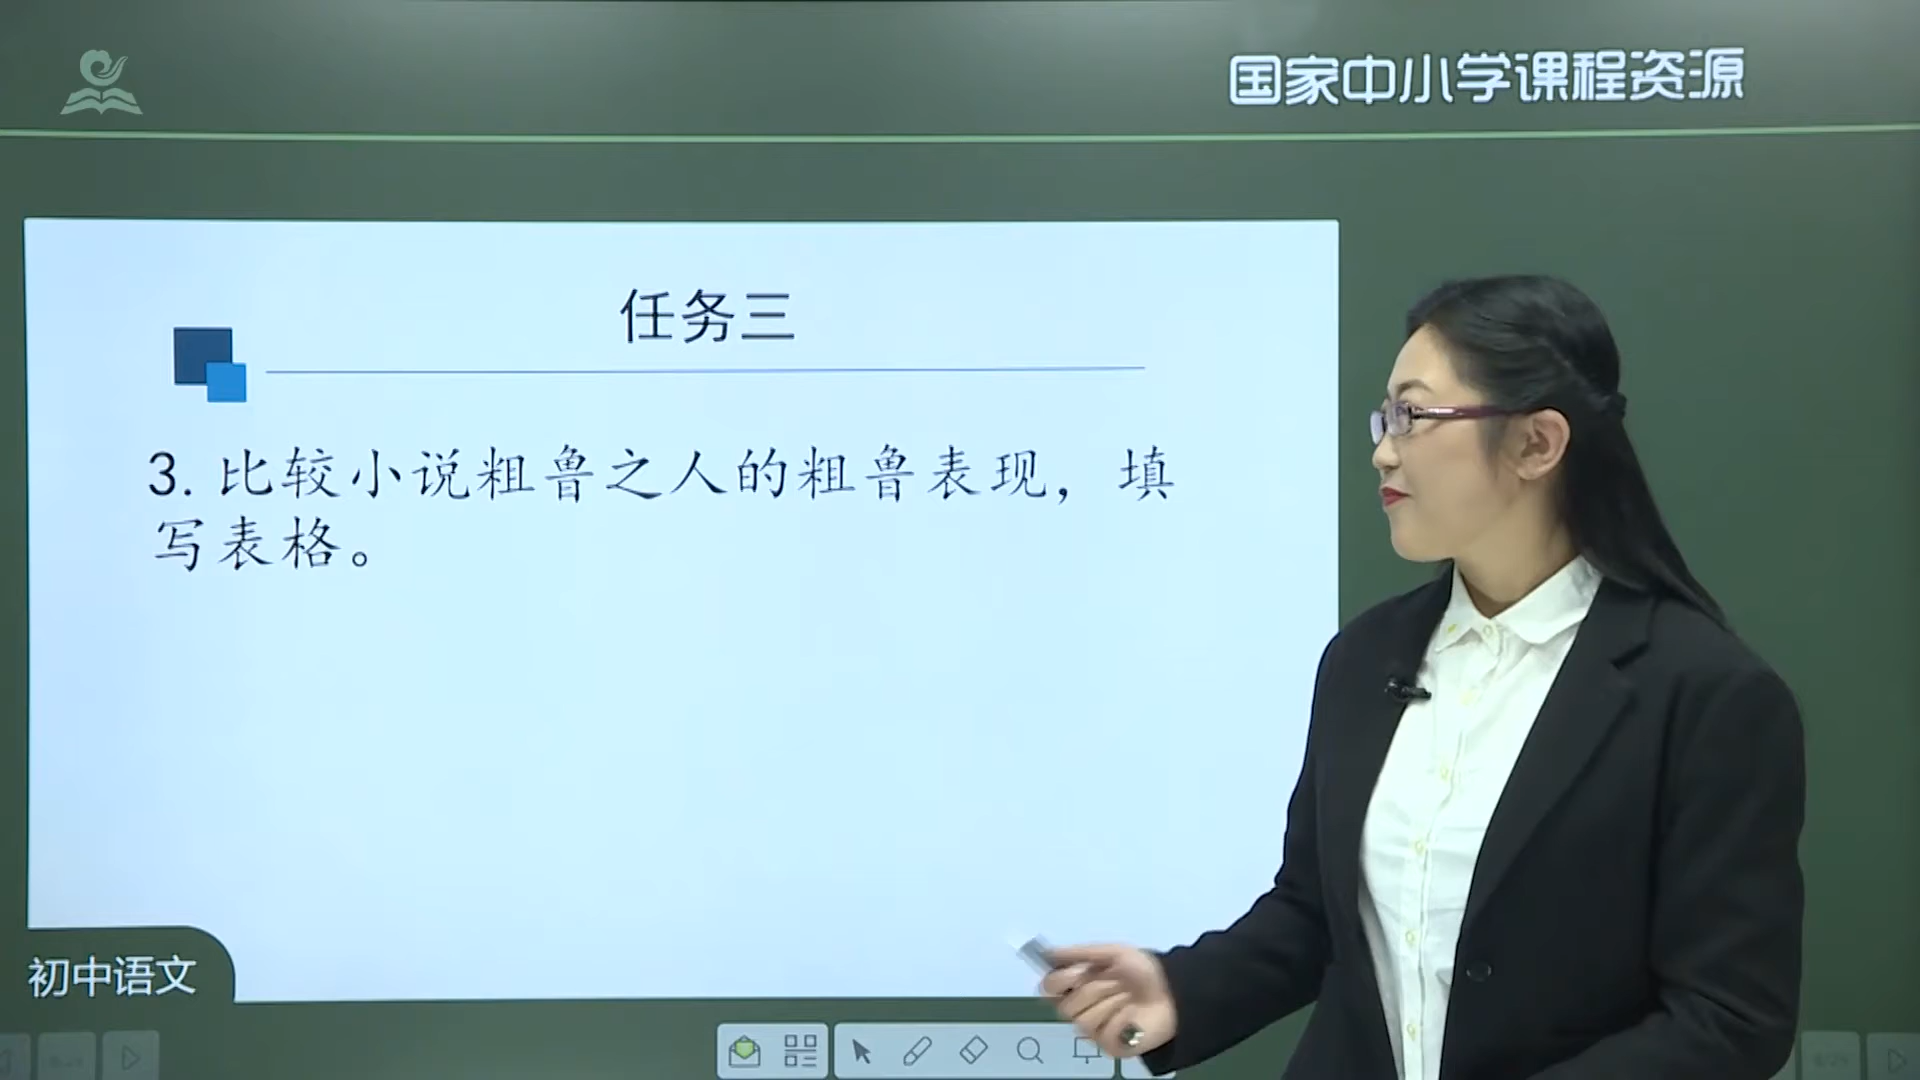 国家中小学课程资源
任务三
3. 比较小说粗鲁之人的粗鲁表现，填
写表格。
初中语文